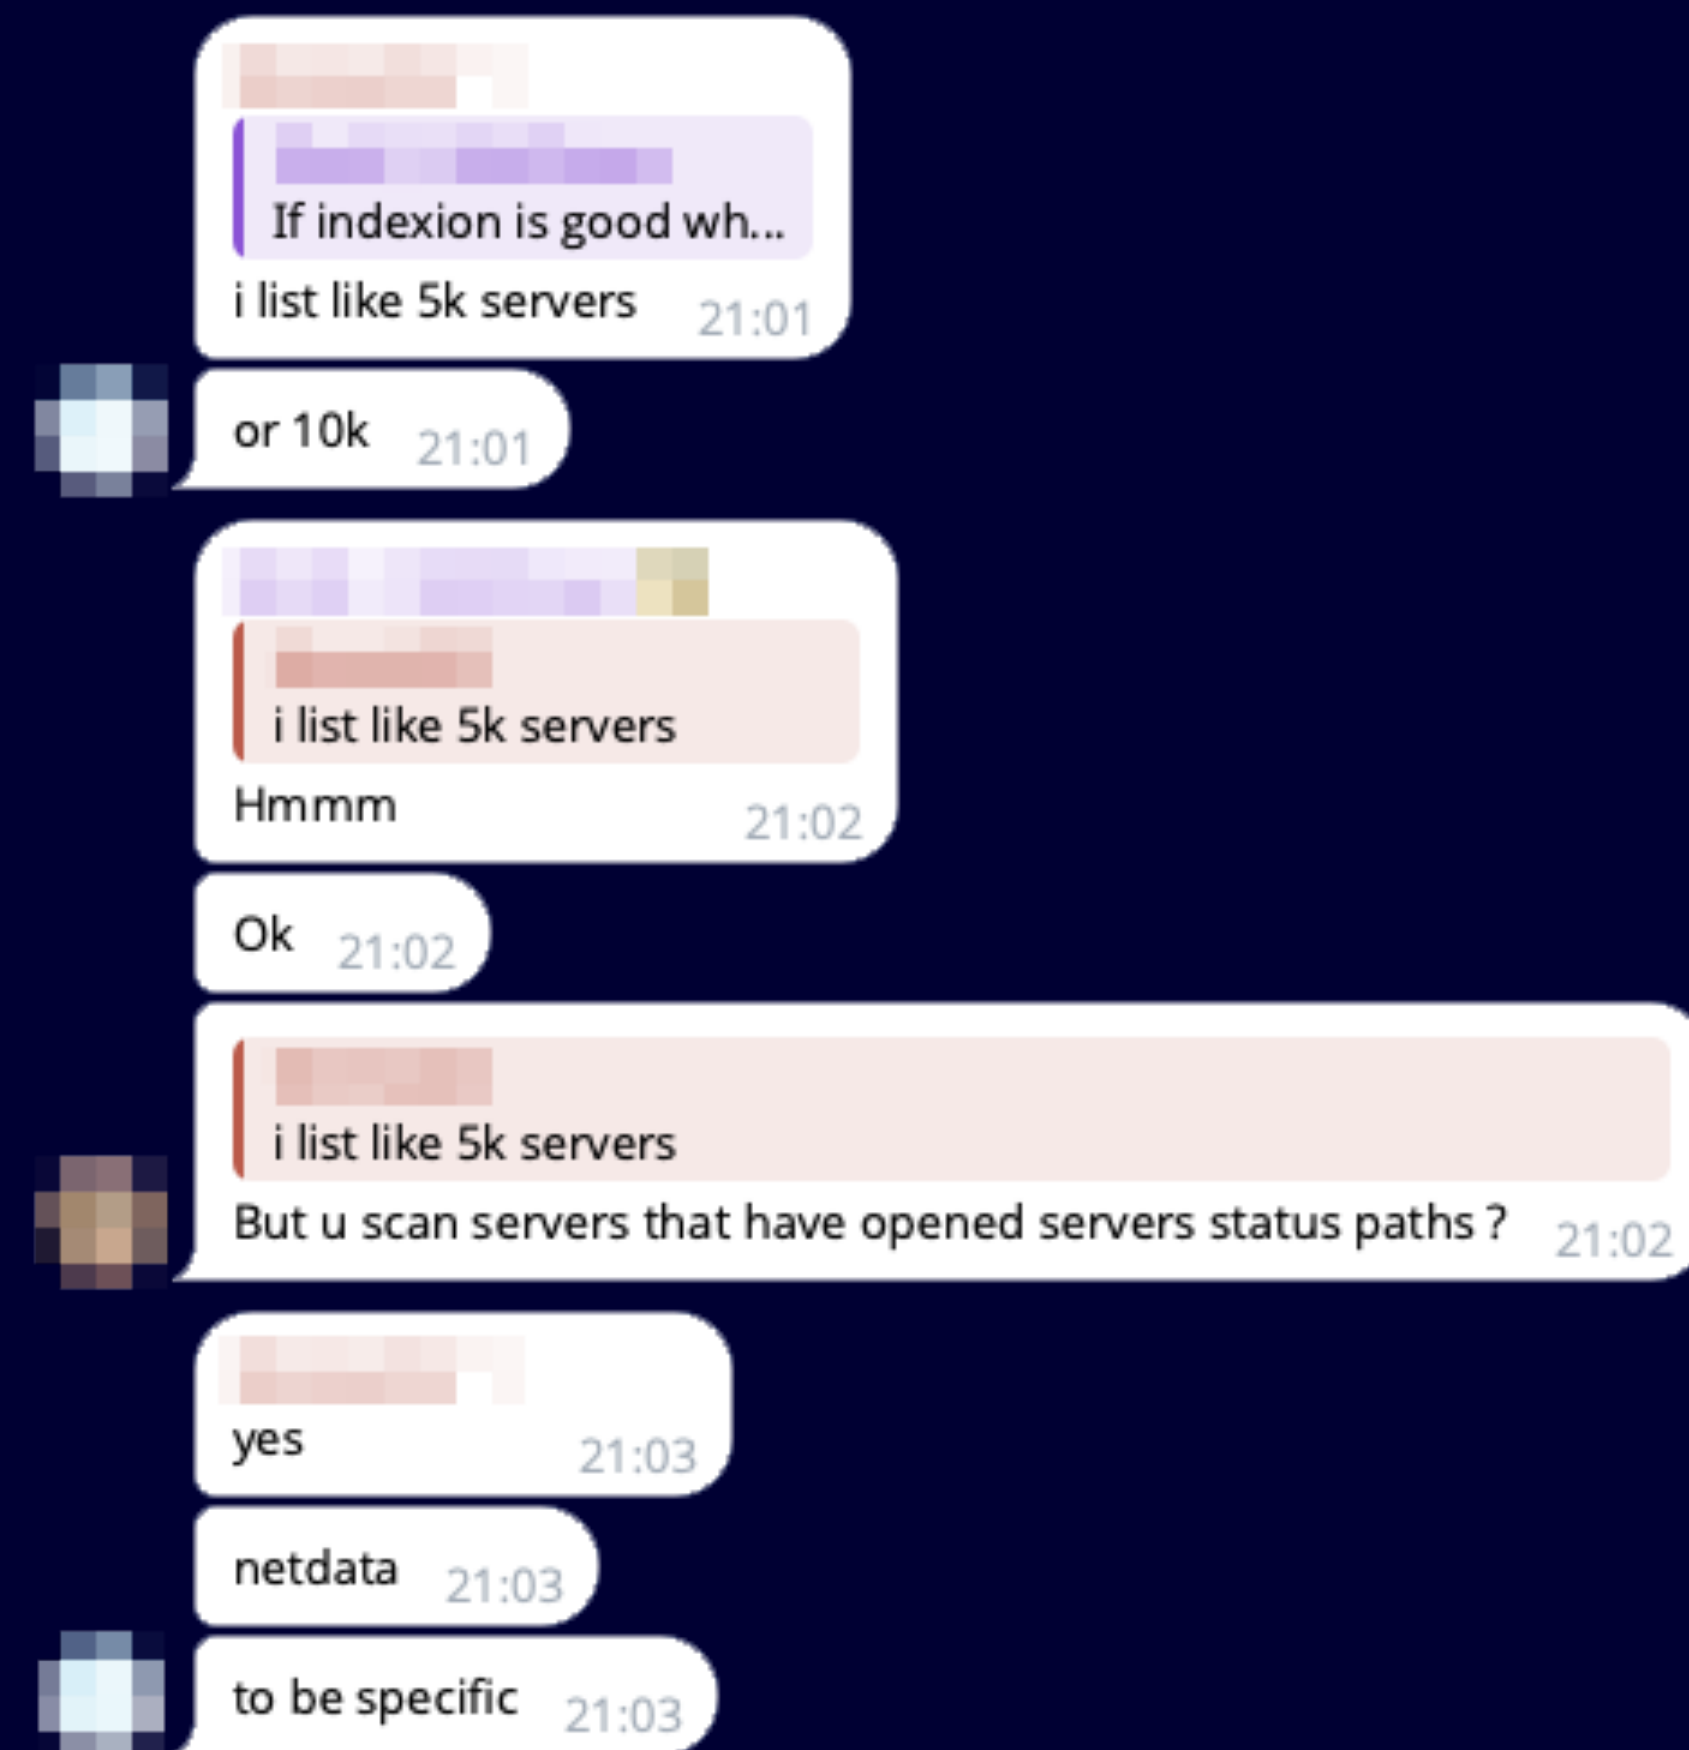 If indexion is good wh...
i list like 5k servers 21:01
or 10k 21:01
i list like 5k servers
Hmmm 21:02
Ok 21:02
i list like 5k servers
But u scan servers that have opened servers status paths ? 21:02
yes 21:03
netdata 21:03
to be specific 21:03